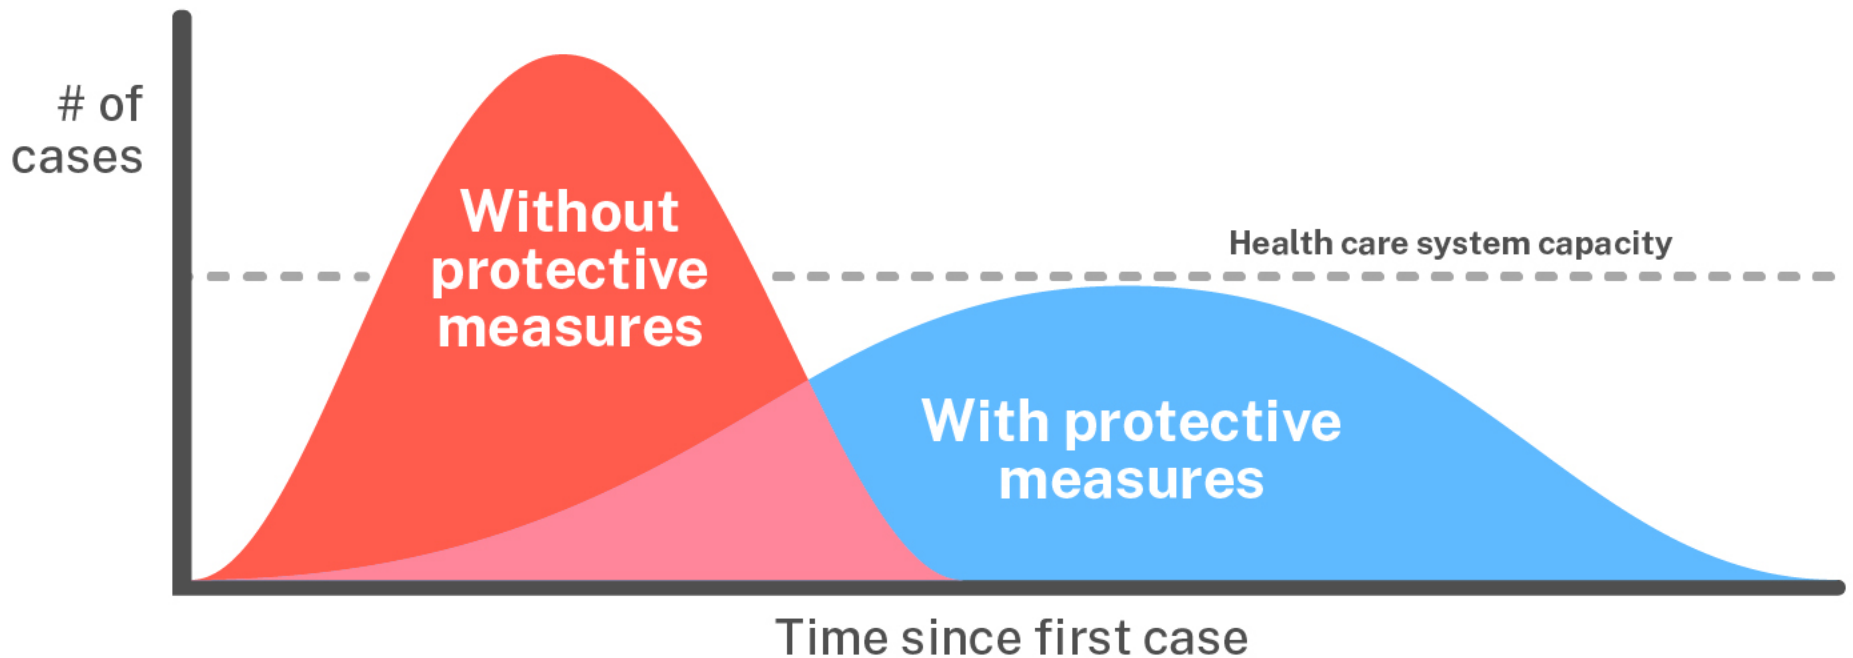 # of
cases
Without
protective
measures
Health care system capacity
With protective
measures
Time since first case